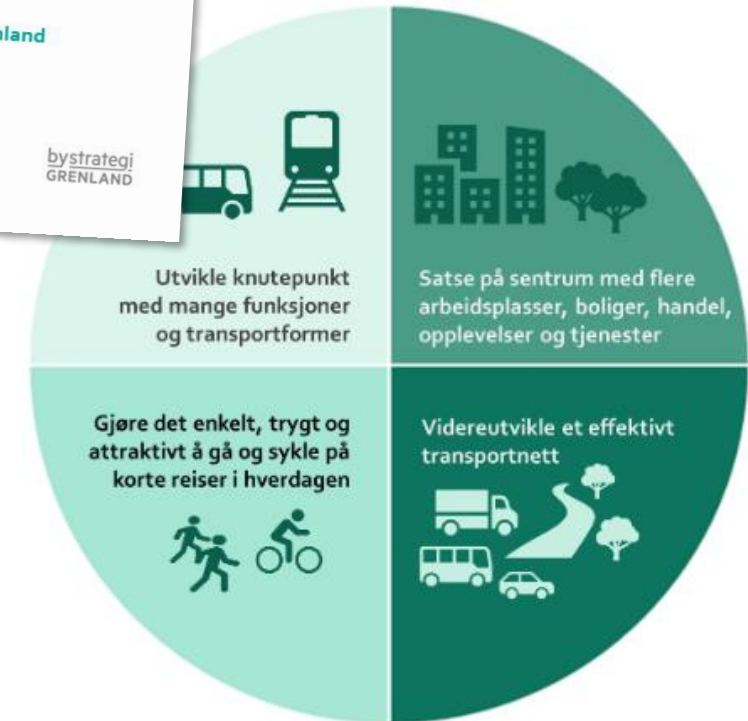 bystrategi
GRENLAND
Utvikle knutepunkt
med mange funksjoner
og transportformer
Satse på sentrum med flere
arbeidsplasser, boliger, handel,
opplevelser og tjenester
Gjøre det enkelt, trygt og
attraktivt å gå og sykle på
korte reiser i hverdagen
Videreutvikle et effektivt
transportnett